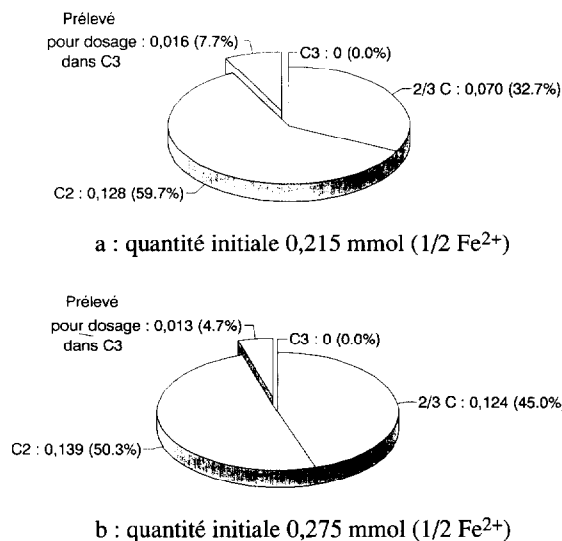 Prélevé
pour dosage : 0,016 (7.7%)
dans C3
C3 : 0 (0.0%)
2/3 C : 0,070 (32.7%)
C2 : 0,128 (59.7%)
a : quantité initiale 0,215 mmol (1/2 Fe2+)
Prélevé
pour dosage : 0,013 (4.7%)
dans C3
C3 : 0 (0.0%)
2/3 C : 0,124 (45.0%
C2 : 0,139 (50.3%)
b : quantité initiale 0,275 mmol (1/2 Fe2+)